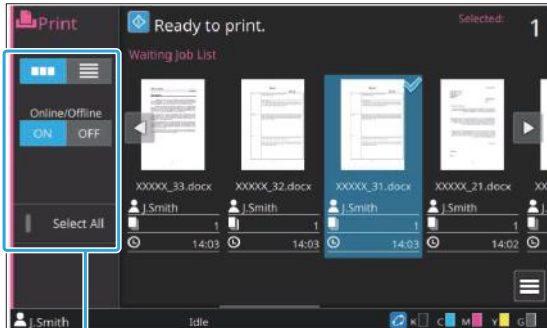 Print
Ready to print.
Selected: 1
Waiting Job List
Online/Offline
ON OFF
Select All
XXXXX_33.docx XXXXX_32.docx XXXXX_31.docx XXXXX_21.docx XX
J.Smith J.Smith J.Smith J.Smith J.
1 1 1 1
14:03 14:03 14:03 14:02
J.Smith Idle K C M Y G